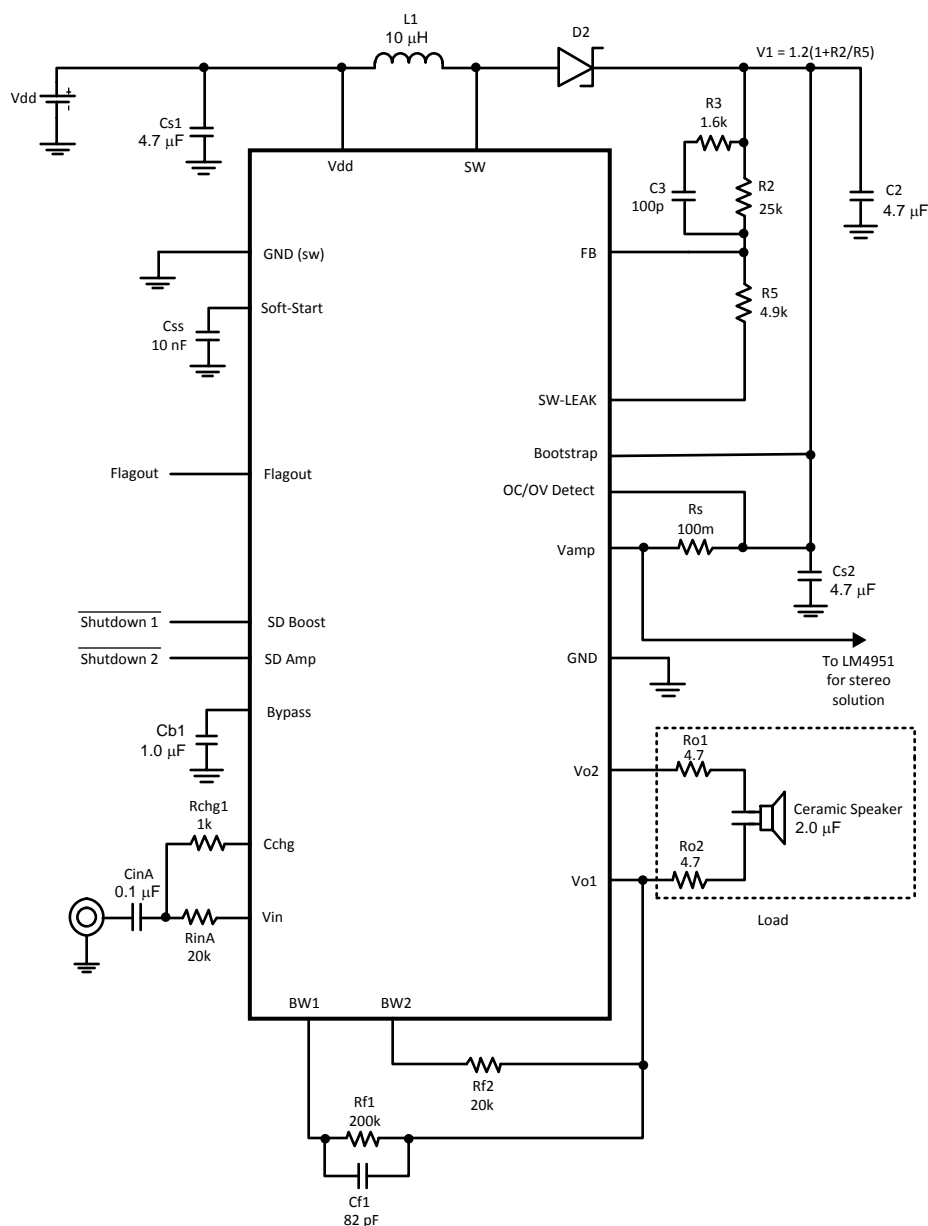 L1
10 μH
D2
V1 = 1.2(1+R2/R5)
Vdd
+
-
Cs1
4.7 μF
Vdd
SW
R3
1.6k
C3
100p
R2
25k
C2
4.7 μF
GND (sw)
FB
Soft-Start
R5
4.9k
Css
10 nF
SW-LEAK
Bootstrap
Flagout
Flagout
OC/OV Detect
Rs
100m
Vamp
Cs2
4.7 μF
Shutdown 1
SD Boost
Shutdown 2
SD Amp
GND
To LM4951
for stereo
solution
Bypass
Cb1
1.0 μF
Vo2
Ro1
4.7
Ceramic Speaker
2.0 μF
Rchg1
1k
Cchg
Ro2
4.7
Vo1
CinA
0.1 μF
Vin
RinA
20k
Load
BW1
BW2
Rf2
20k
Rf1
200k
Cf1
82 pF